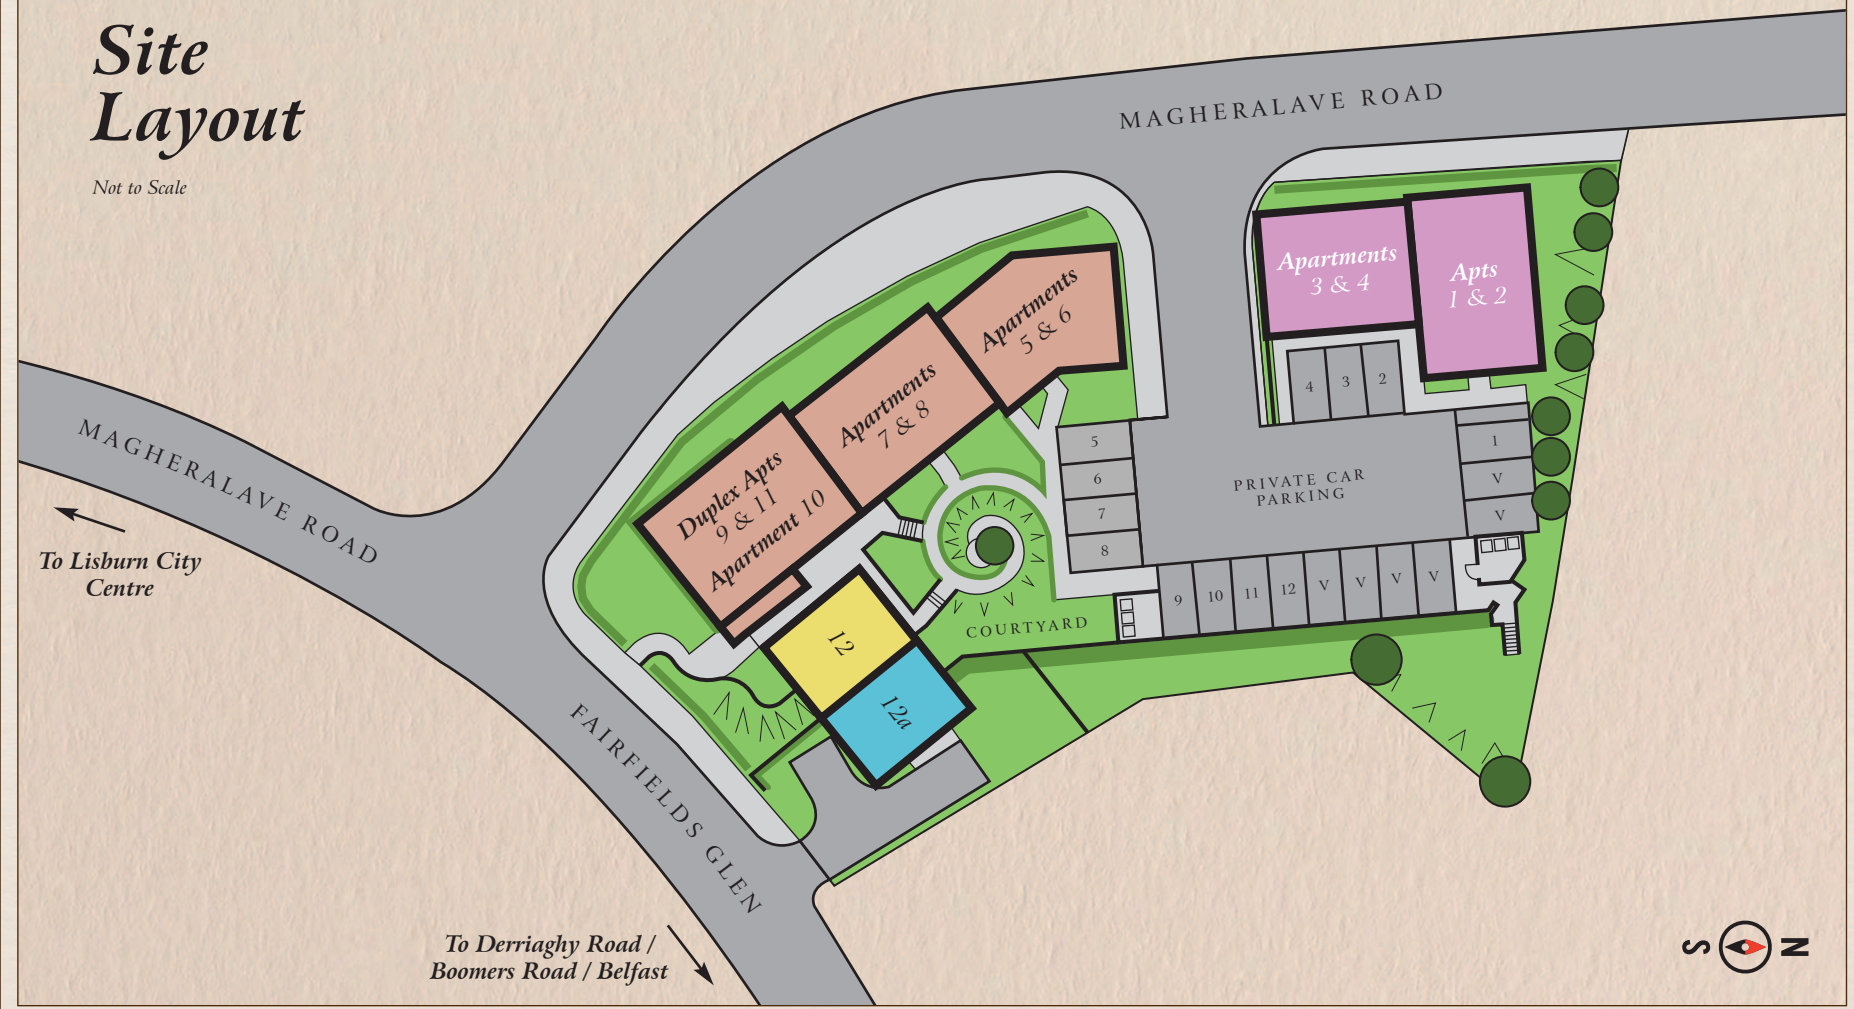 Site
Layout
Not to Scale
MAGHERALAVE ROAD
Apartments
3 & 4
Apts
1 & 2
Apartments
5 & 6
Apartments
7 & 8
Duplex Apts
9 & 11
Apartment 10
4
3
2
1
V
V
5
6
7
8
PRIVATE CAR
PARKING
9
10
11
12
V
V
V
V
COURTYARD
12
12a
MAGHERALAVE ROAD
To Lisburn City
Centre
FAIRFIELDS GLEN
To Derriaghy Road /
Boomers Road / Belfast
S
N